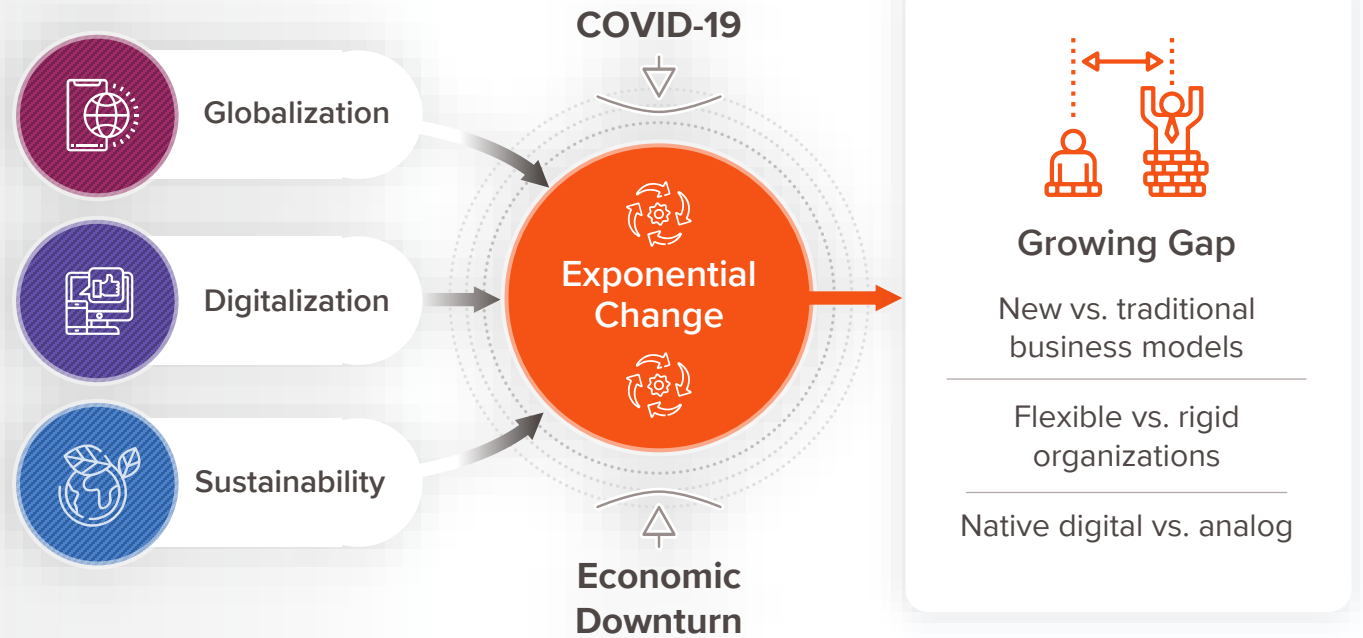 COVID-19
Globalization
Digitalization
Sustainability
Exponential
Change
Economic
Downturn
Growing Gap
New vs. traditional
business models
Flexible vs. rigid
organizations
Native digital vs. analog